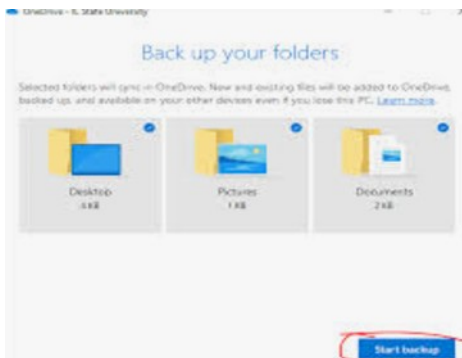 OneDrive - IL State University
Back up your folders
Selected folders will sync in OneDrive. New and existing files will be added to OneDrive,
backed up, and available on your other devices even if you lose this PC. Learn more.
Desktop
Pictures
Documents
4 KB
1 KB
2 KB
Start backup